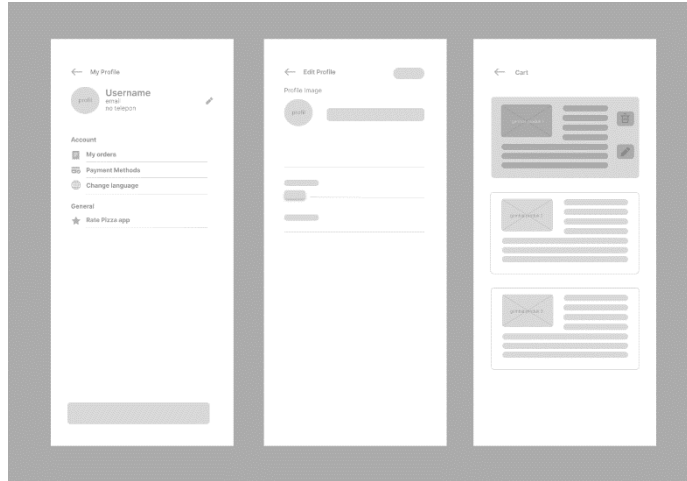 My Profile
profil
Username
email
no telepon
Account
My orders
Payment Methods
Change language
General
Rate Pizza app
Edit Profile
Profile Image
profil
Cart